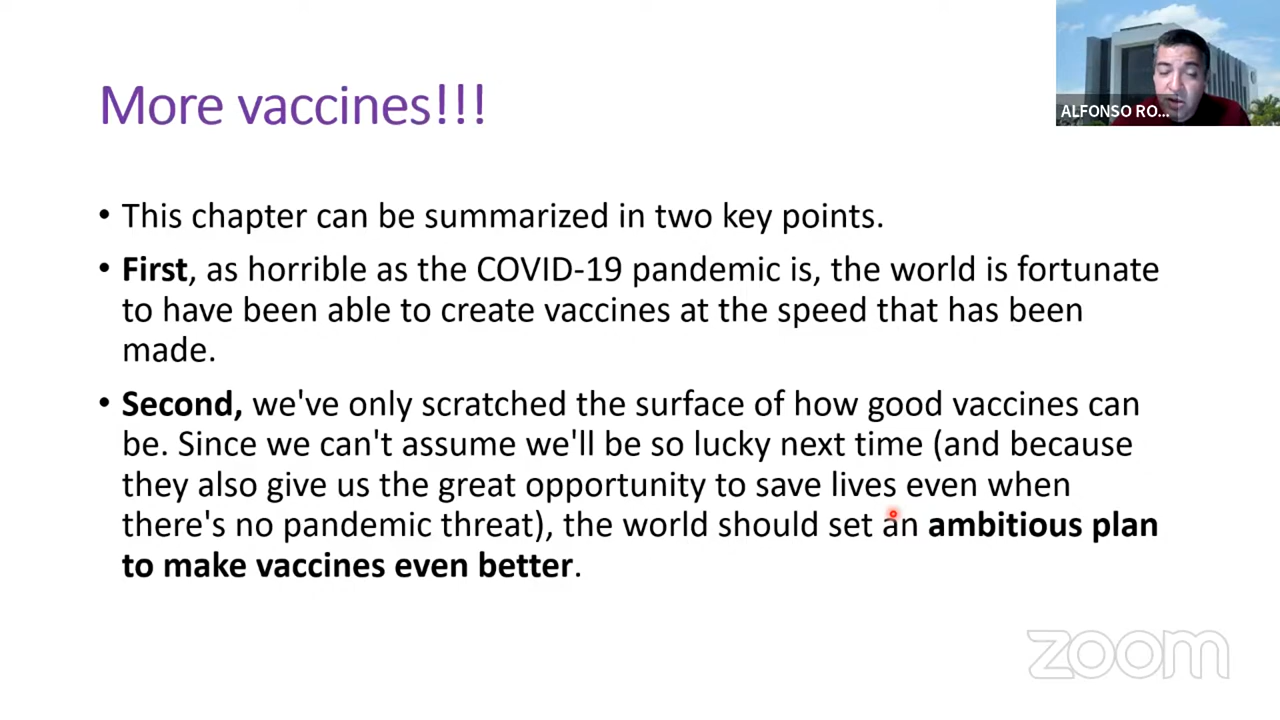 More vaccines!!!
ALFONSO RO...
• This chapter can be summarized in two key points.
• First, as horrible as the COVID-19 pandemic is, the world is fortunate
to have been able to create vaccines at the speed that has been
made.
• Second, we've only scratched the surface of how good vaccines can
be. Since we can't assume we'll be so lucky next time (and because
they also give us the great opportunity to save lives even when
there's no pandemic threat), the world should set an ambitious plan
to make vaccines even better.
zoom